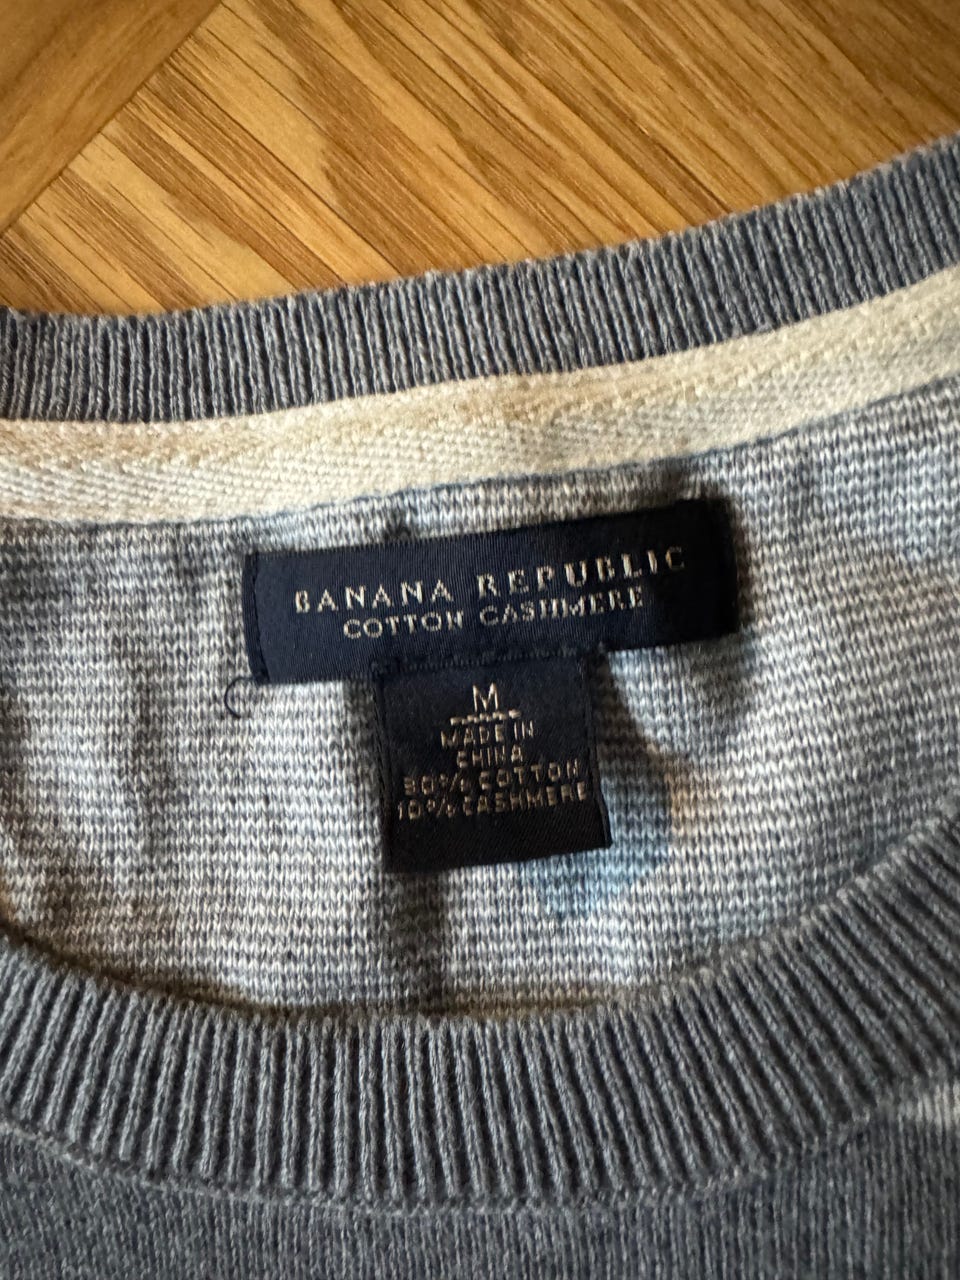 BANANA REPUBLIC
COTTON CASHMERE
M
MADE IN
CHINA
90% COTTON
10% CASHMERE